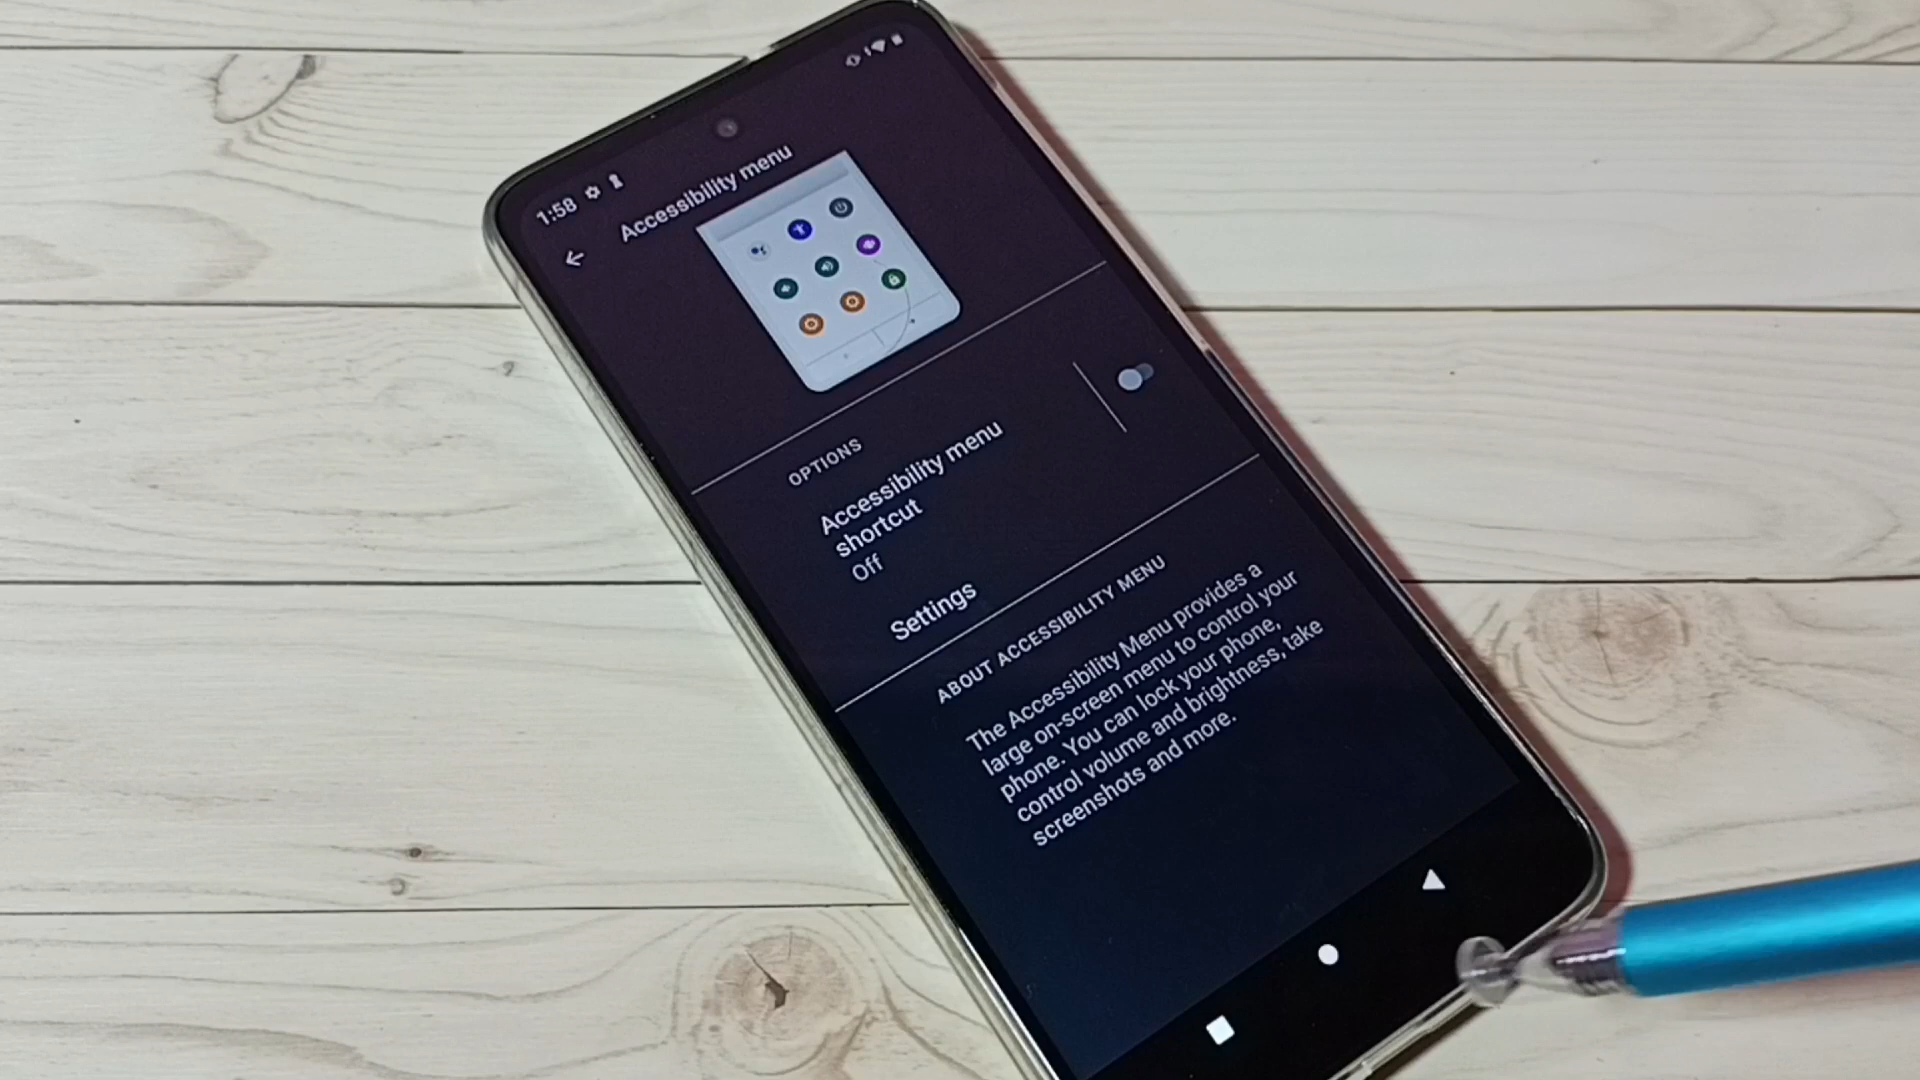 1:58
Accessibility menu
OPTIONS
Accessibility menu
shortcut
Off
Settings
ABOUT ACCESSIBILITY MENU
The Accessibility Menu provides a
large on-screen menu to control your
phone. You can lock your phone,
control volume and brightness, take
screenshots and more.